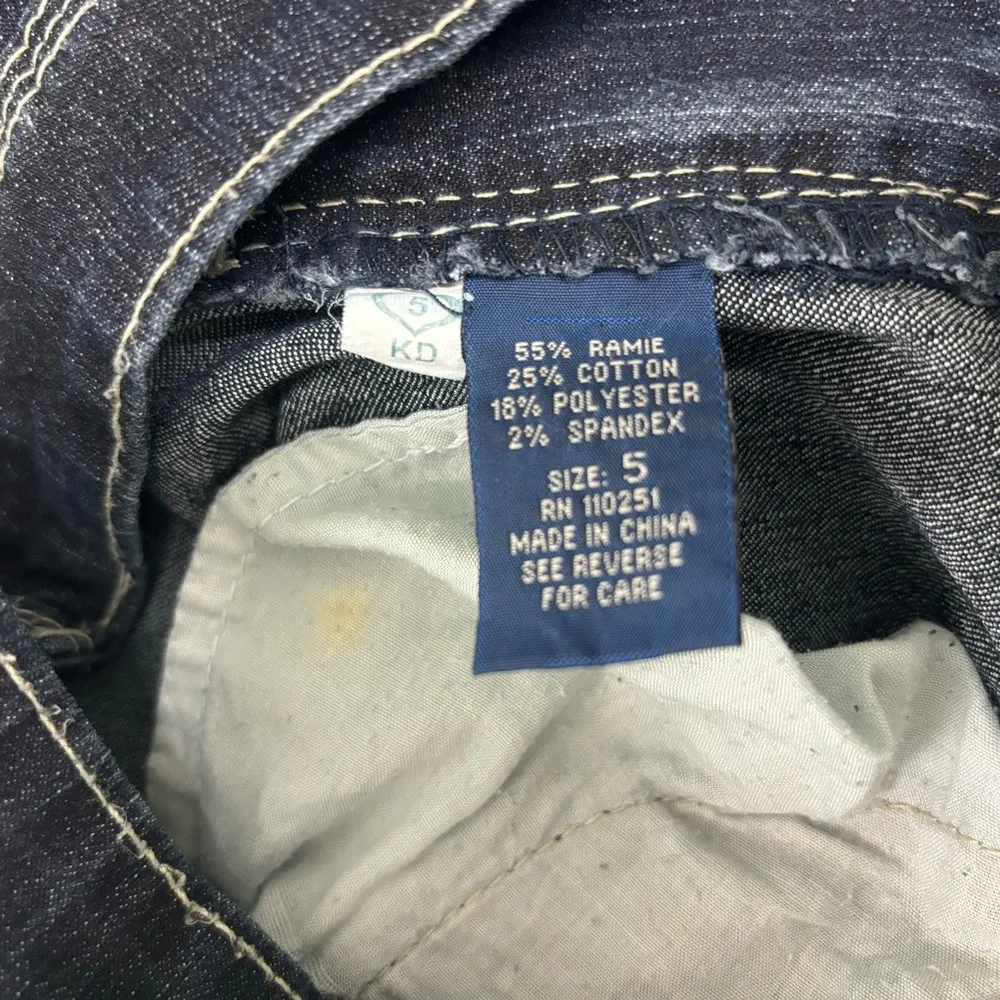 5
KD
55% RAMIE
25% COTTON
18% POLYESTER
2% SPANDEX
SIZE: 5
RN 110251
MADE IN CHINA
SEE REVERSE
FOR CARE